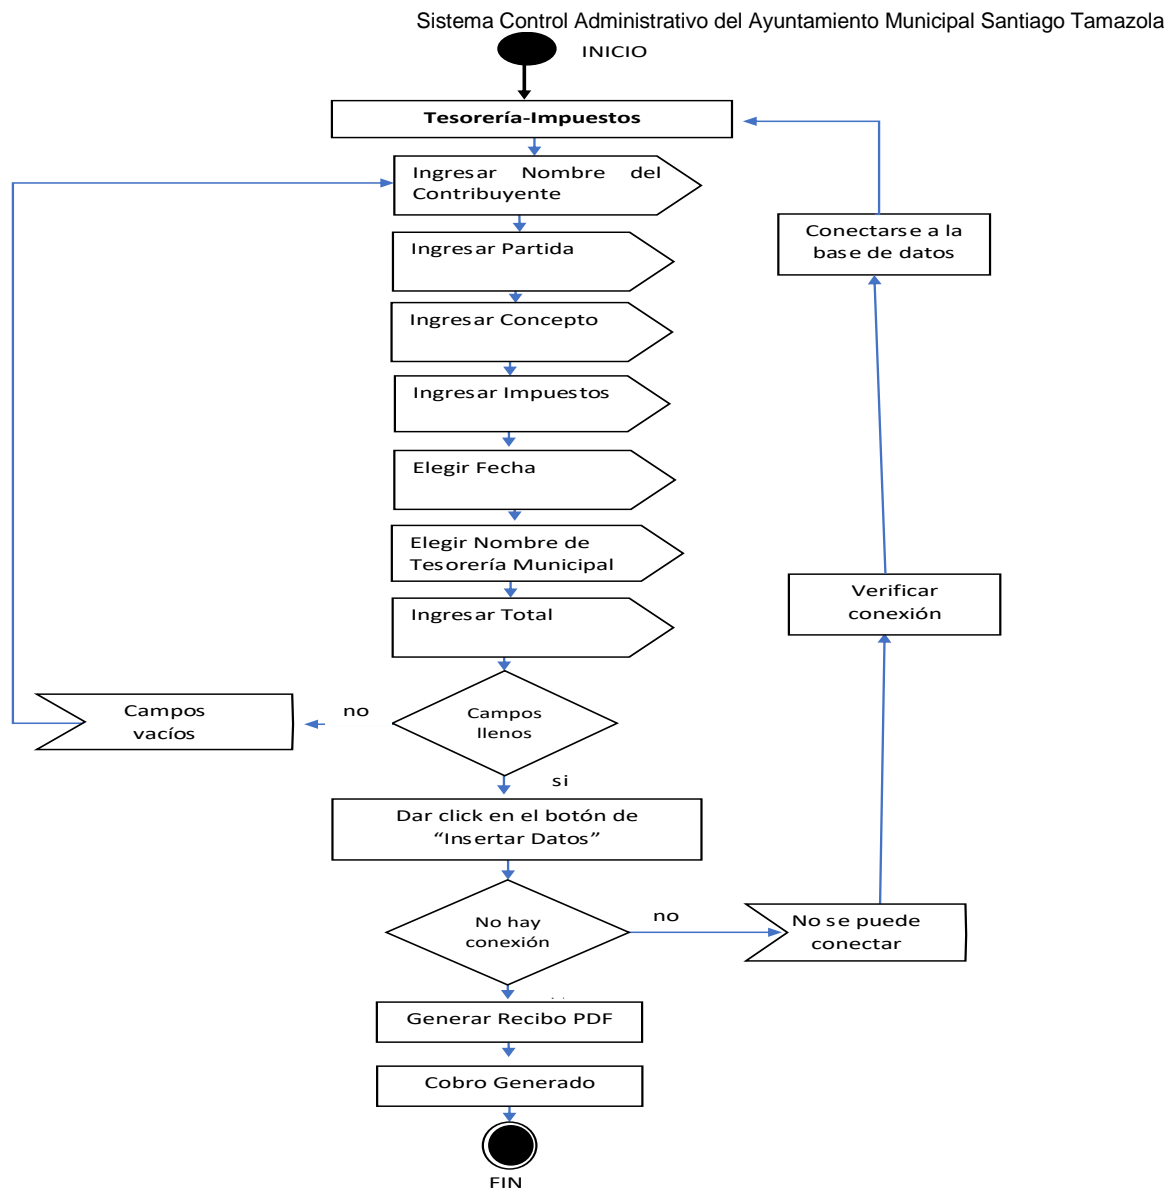 Sistema Control Administrativo del Ayuntamiento Municipal Santiago Tamazola
INICIO
Tesorería-Impuestos
Ingresar Nombre del
Contribuyente
Ingresar Partida
Ingresar Concepto
Ingresar Impuestos
Elegir Fecha
Elegir Nombre de
Tesorería Municipal
Ingresar Total
Campos
llenos
no
Campos
vacíos
si
Dar click en el botón de
“Insertar Datos”
No hay
conexión
no
No se puede
conectar
Verificar
conexión
Conectarse a la
base de datos
Generar Recibo PDF
Cobro Generado
FIN